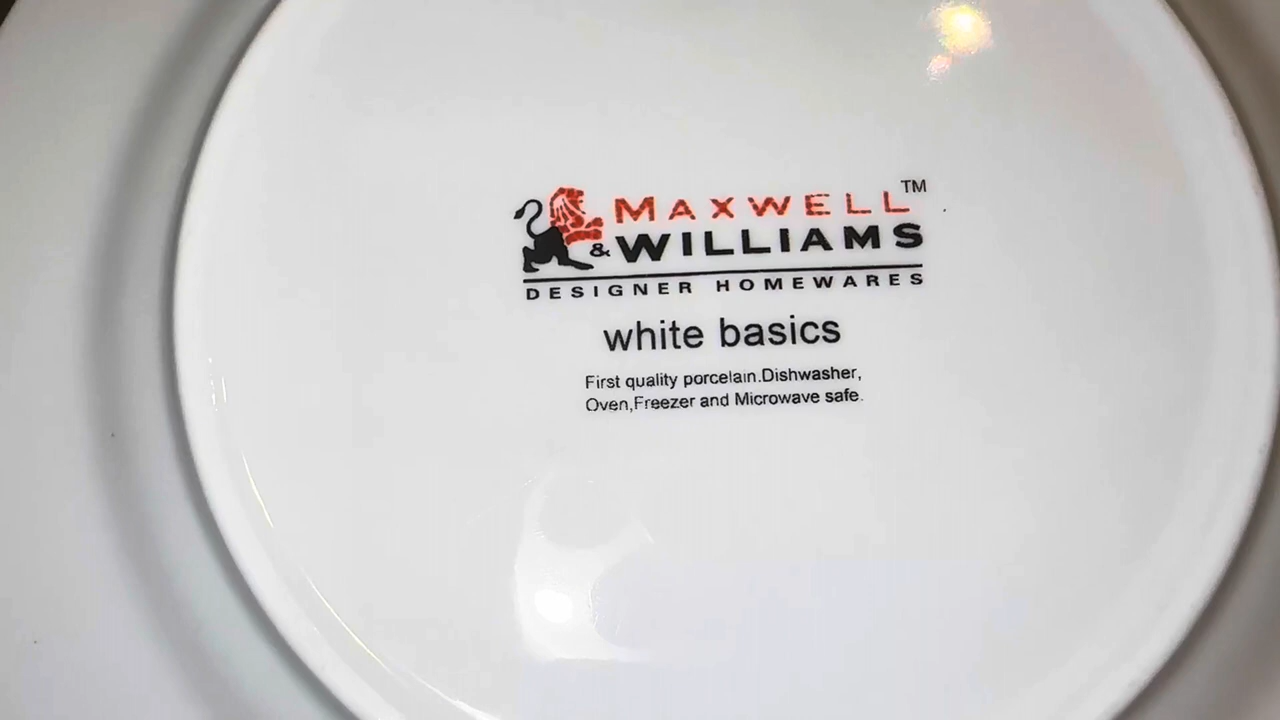 MAXWELL™
& WILLIAMS
DESIGNER HOMEWARES
white basics
First quality porcelain.Dishwasher,
Oven,Freezer and Microwave safe.